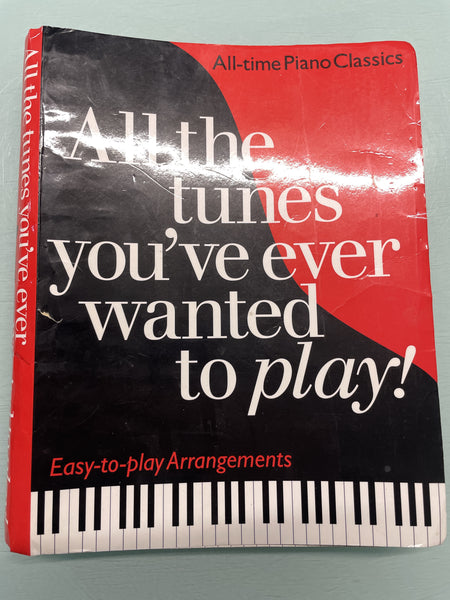 All the tunes you've ever
All-time Piano Classics
All the
tunes
you've ever
wanted
to play!
Easy-to-play Arrangements